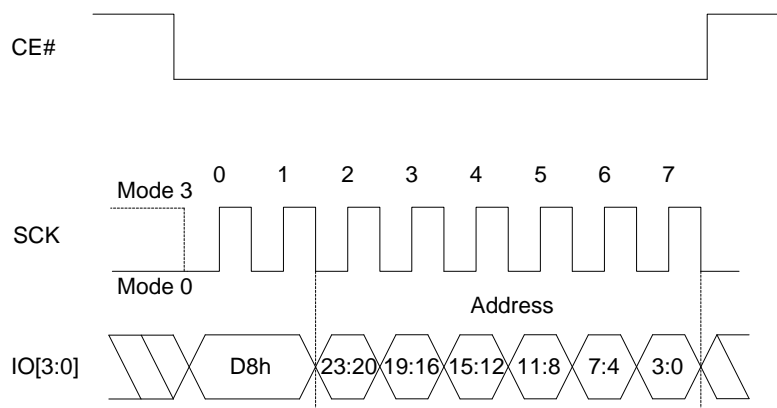 CE#
0 1 2 3 4 5 6 7
Mode 3
SCK
Mode 0
Address
IO[3:0] D8h 23:20 19:16 15:12 11:8 7:4 3:0